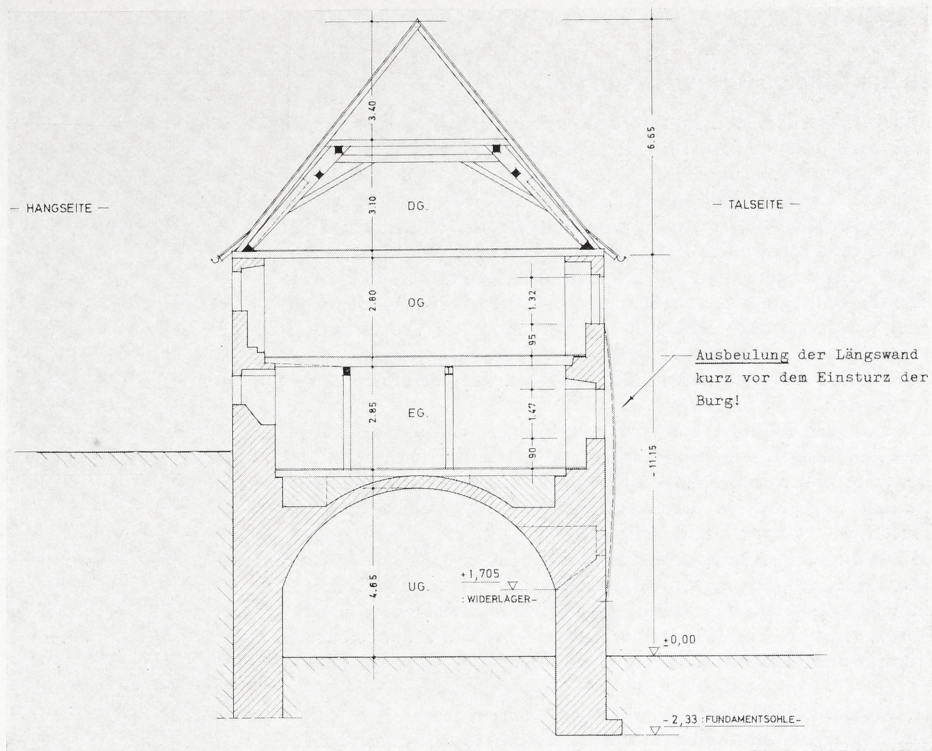 3.40
6.65
— HANGSEITE —
3.10
DG.
— TALSEITE —
2.80
OG.
1.32
95
Ausbeulung der Längswand
kurz vor dem Einsturz der
Burg!
2.85
EG.
1.47
90
~11.15
4.65
UG.
+1,705
: WIDERLAGER-
±0,00
- 2,33 : FUNDAMENTSOHLE-